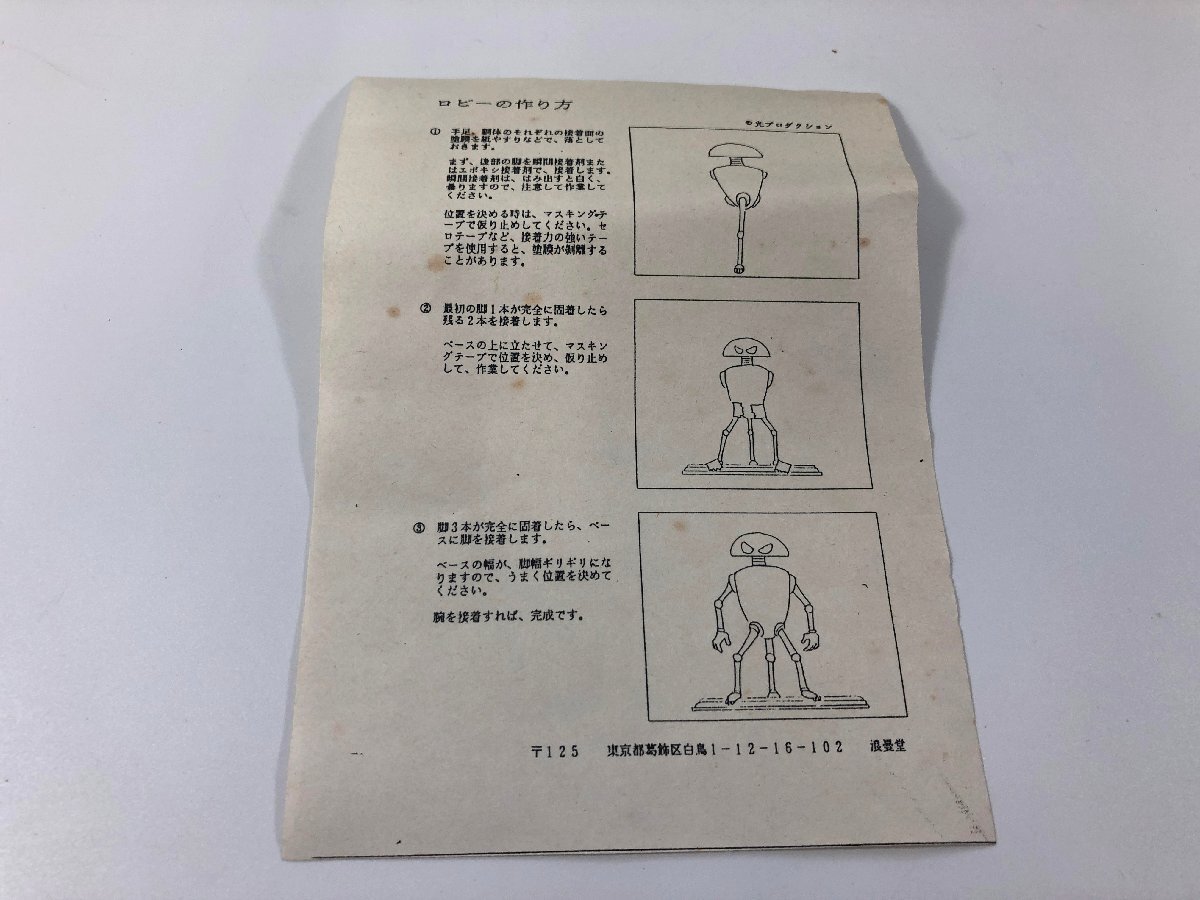 ロビーの作り方
©光プロダクション
① 手足、胴体のそれぞれの接着面の
塗膜を紙やすりなどで、落として
おきます。
まず、後部の脚を瞬間接着剤また
はエポキシ接着剤で、接着します。
瞬間接着剤は、はみ出すと白く、
曇りますので、注意して作業して
ください。
位置を決める時は、マスキングテ
ープで仮り止めしてください。セ
ロテープなど、接着力の強いテー
プを使用すると、塗膜が剥離する
ことがあります。
② 最初の脚1本が完全に固着したら
残る2本を接着します。
ベースの上に立たせて、マスキン
グテープで位置を決め、仮り止め
して、作業してください。
③ 脚3本が完全に固着したら、ベー
スに脚を接着します。
ベースの幅が、脚幅ギリギリにな
りますので、うまく位置を決めて
ください。
腕を接着すれば、完成です。
〒125 東京都葛飾区白鳥1-12-16-102 浪曼堂